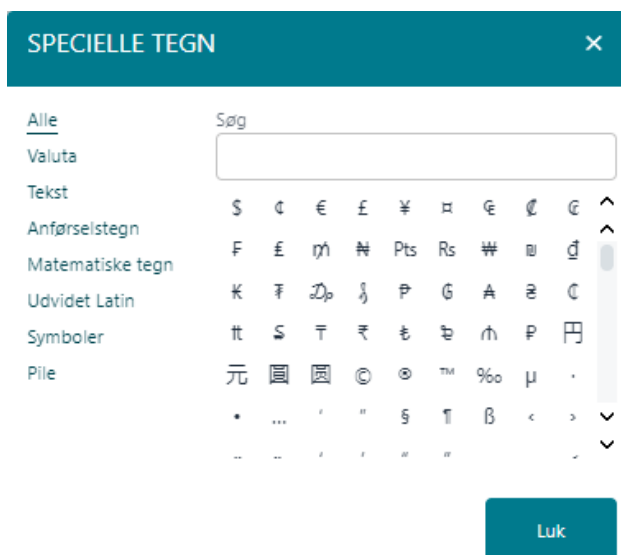 SPECIELLE TEGN ×
Alle
Valuta
Tekst
Anførselstegn
Matematiske tegn
Udvidet Latin
Symboler
Pile
Søg
$ ¢ € £ ¥ ¤ ₠ ₡ ₢
₣ ₤ ₥ ₦ ₧ ₨ ₩ ₪ ₫
₭ ₮ ₯ ₰ ₱ ₲ ₳ ₴ ₵
₶ ₷ ₸ ₹ ₺ ₻ ₼ ₽ 円
元 圓 圆 © ® ™ ‰ µ ·
• … ′ ″ § ¶ ß ‹ ›
Luk